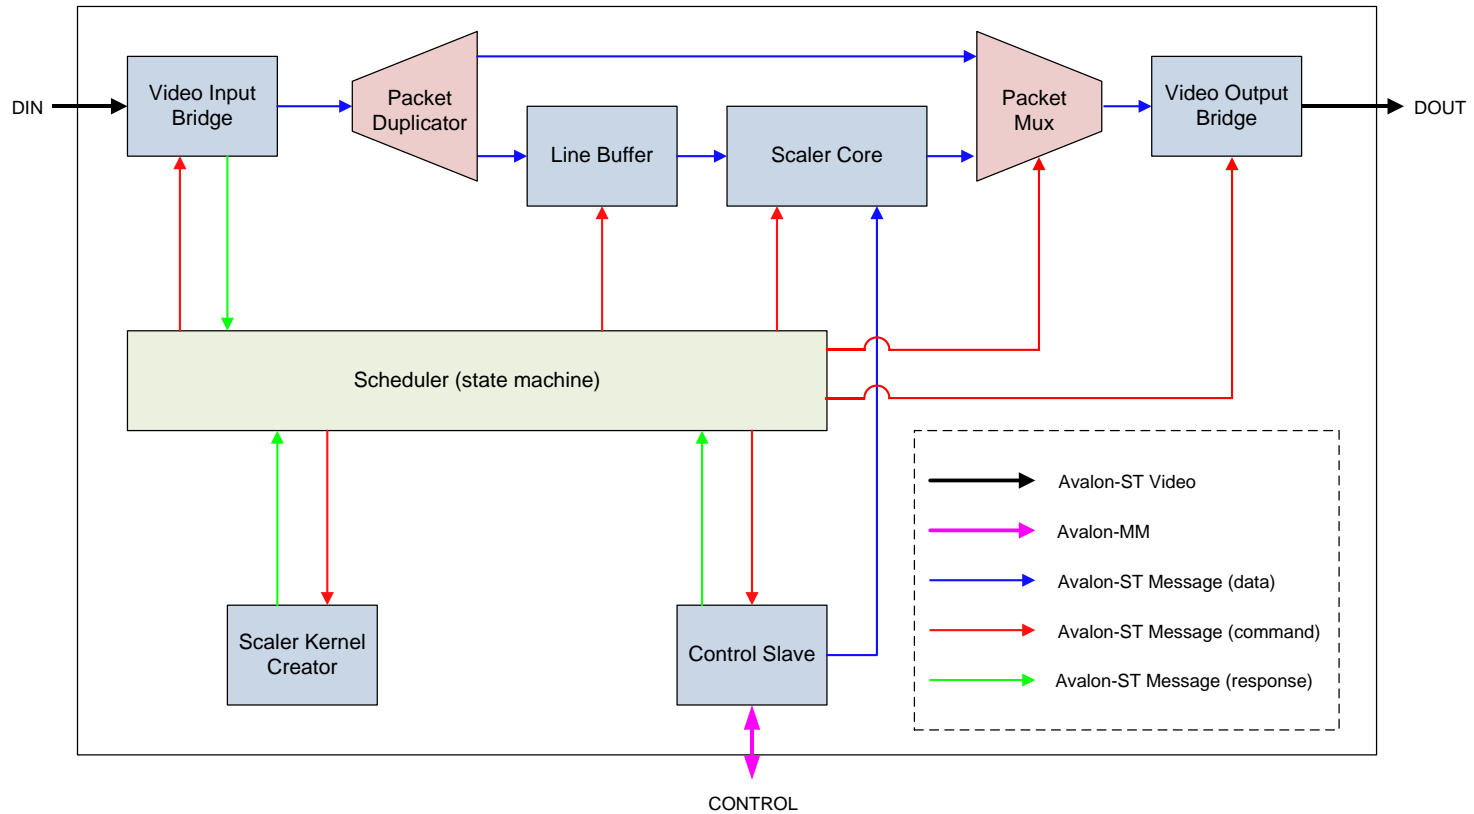 DIN
Video Input
Bridge
Packet
Duplicator
Line Buffer
Scaler Core
Packet
Mux
Video Output
Bridge
DOUT
Scheduler (state machine)
Scaler Kernel
Creator
Control Slave
CONTROL
Avalon-ST Video
Avalon-MM
Avalon-ST Message (data)
Avalon-ST Message (command)
Avalon-ST Message (response)